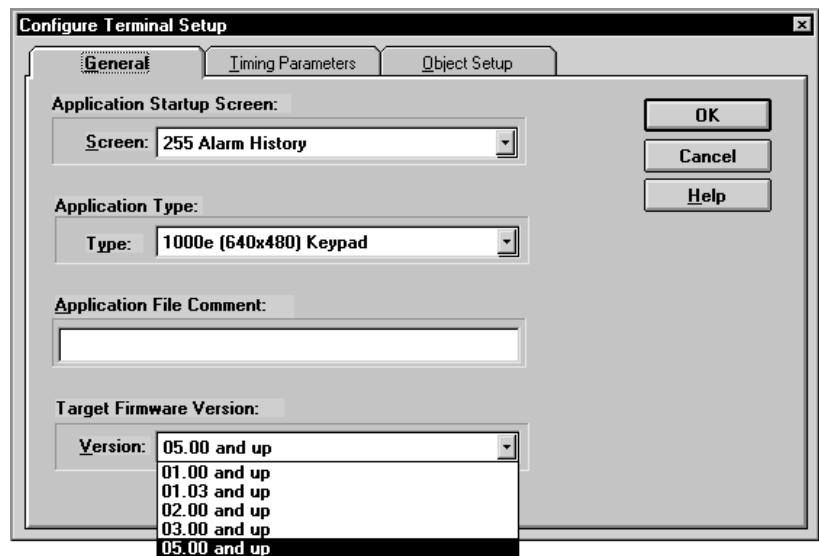 Configure Terminal Setup
General
Timing Parameters
Object Setup
Application Startup Screen:
Screen: 255 Alarm History
OK
Cancel
Help
Application Type:
Type: 1000e (640x480) Keypad
Application File Comment:
Target Firmware Version:
Version: 05.00 and up
01.00 and up
01.03 and up
02.00 and up
03.00 and up
05.00 and up